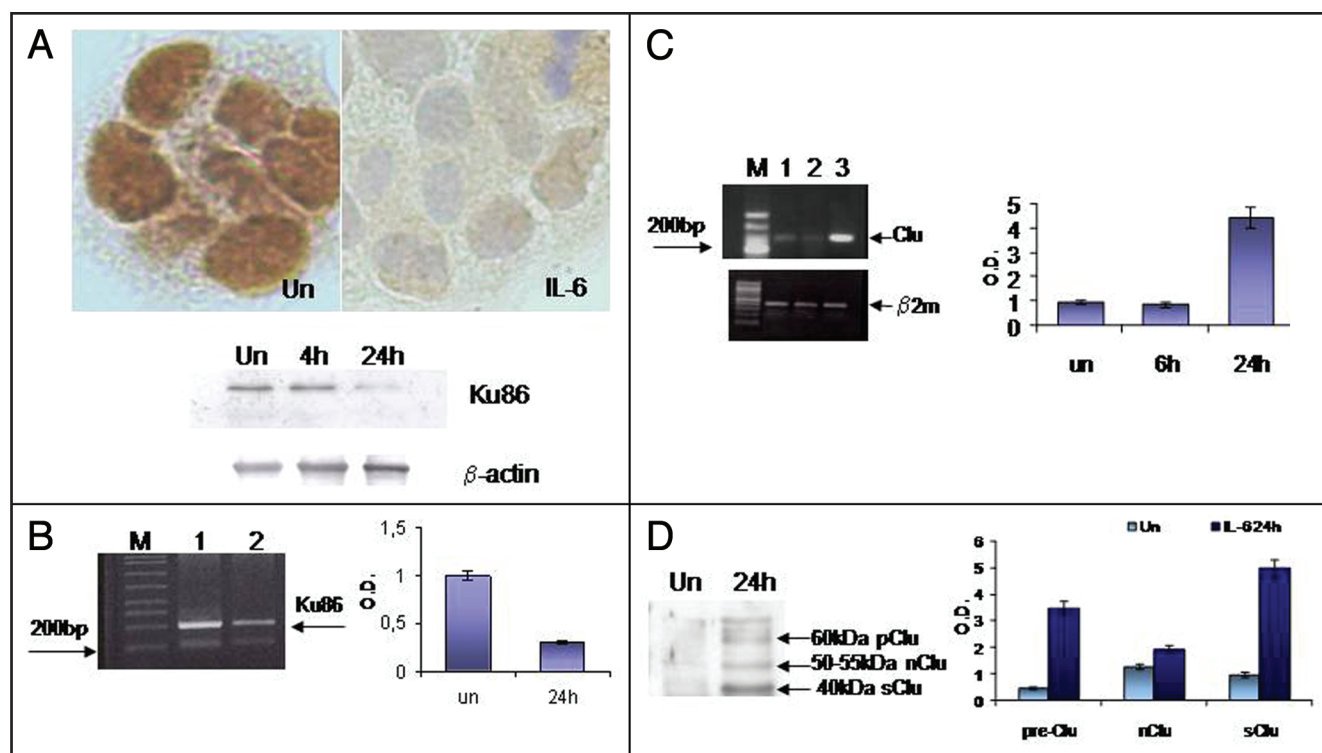 A
Un
IL-6
Un 4h 24h
Ku86
β-actin
B
M 1 2
200bp
Ku86
O.D.
1,5
1
0,5
0
un 24h
C
M 1 2 3
200bp
Clu
β2m
O.D.
5
4
3
2
1
0
un 6h 24h
D
Un 24h
60kDa pClu
50-55kDa nClu
40kDa sClu
Un IL-6 24h
O.D.
6
5
4
3
2
1
0
pre-Clu nClu sClu